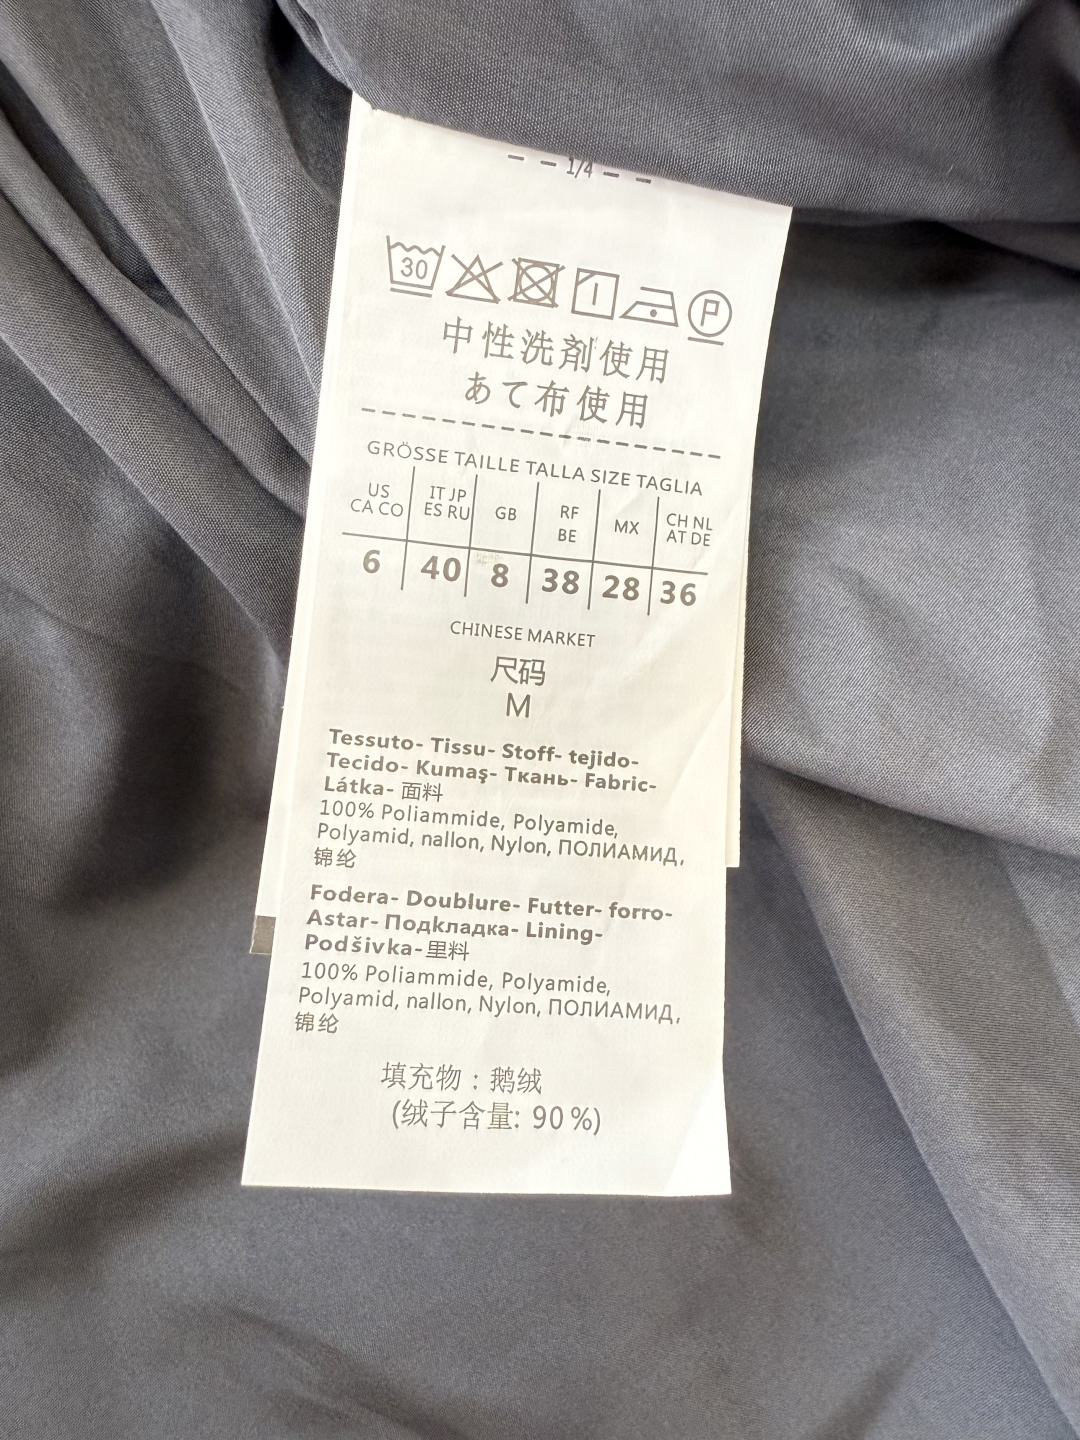 1/4
30 P
中性洗剤使用
あて布使用
GRÖSSE TAILLE TALLA SIZE TAGLIA
US CA CO
IT JP ES RU
GB
RF BE
MX
CH NL AT DE
6 40 8 38 28 36
CHINESE MARKET
尺码
M
Tessuto- Tissu- Stoff- tejido-
Tecido- Kumaş- Ткань- Fabric-
Látka- 面料
100% Poliammide, Polyamide,
Polyamid, nallon, Nylon, ПОЛИАМИД,
锦纶
Fodera- Doublure- Futter- forro-
Astar- Подкладка- Lining-
Podšivka-里料
100% Poliammide, Polyamide,
Polyamid, nallon, Nylon, ПОЛИАМИД,
锦纶
填充物：鹅绒
(绒子含量: 90%)